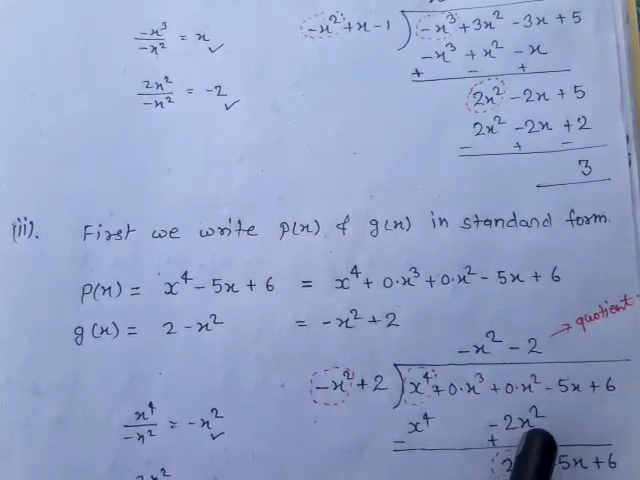 -x³/-x² = x ✓
-x²+x-1 ) -x³+3x²-3x+5
-x³+x²-x
+ - +
2x²/-x² = -2 ✓
2x²-2x+5
2x²-2x+2
- + -
3
(ii). First we write p(x) & g(x) in standard form.
p(x) = x⁴-5x+6 = x⁴+0·x³+0·x²-5x+6
g(x) = 2-x² = -x²+2
-x²-2 → quotient
-x²+2 ) x⁴+0·x³+0·x²-5x+6
x⁴/-x² = -x² ✓
x⁴ -2x²
- +
5x+6